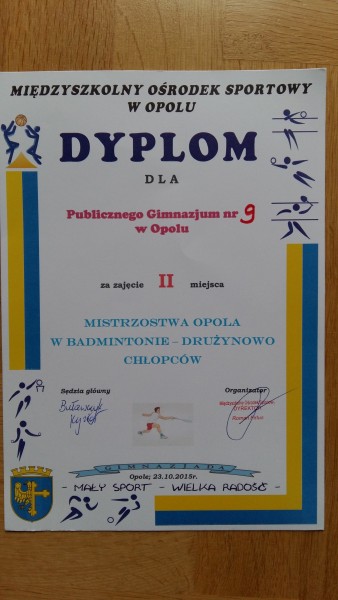 MIĘDZYSZKOLNY OŚRODEK SPORTOWY
W OPOLU
DYPLOM
DLA
Publicznego Gimnazjum nr 9
w Opolu
za zajęcie II miejsca
MISTRZOSTWA OPOLA
W BADMINTONIE – DRUŻYNOWO
CHŁOPCÓW
Sędzia główny
Organizator
DYREKTOR
GIMNAZJADA
Opole; 23.10.2015r.
- MAŁY SPORT - WIELKA RADOŚĆ -